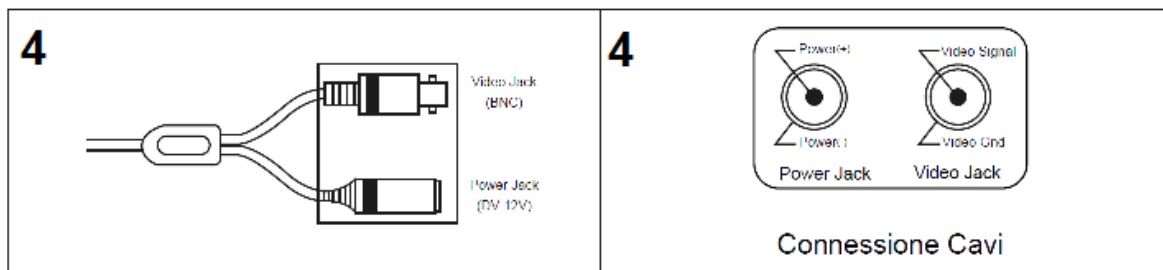 4
Video Jack
(BNC)
Power Jack
(DV 12V)
4
Power(+)
Video Signal
Power(-)
Video Gnd
Power Jack
Video Jack
Connessione Cavi